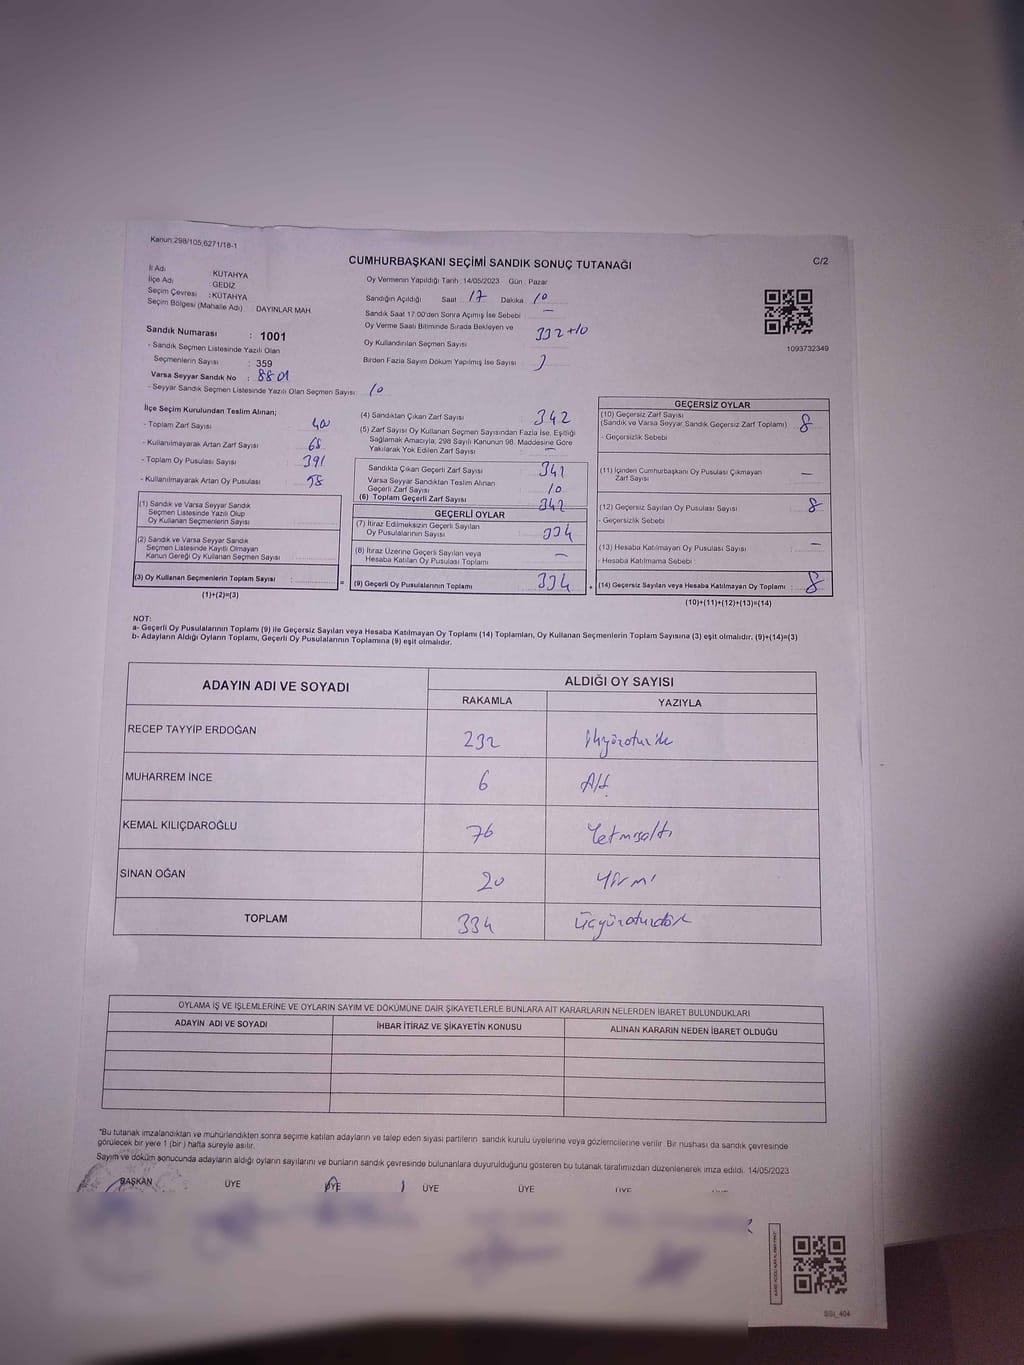 Kanun:298/105,6271/18-1
CUMHURBAŞKANI SEÇİMİ SANDIK SONUÇ TUTANAĞI
C/2
İl Adı KÜTAHYA
İlçe Adı GEDİZ
Seçim Çevresi : KÜTAHYA
Seçim Bölgesi (Mahalle Adı) DAYINLAR MAH.
Sandık Numarası : 1001
- Sandık Seçmen Listesinde Yazılı Olan
Seçmenlerin Sayısı : 359
Varsa Seyyar Sandık No : 8801
- Seyyar Sandık Seçmen Listesinde Yazılı Olan Seçmen Sayısı: 10
Oy Vermenin Yapıldığı Tarih : 14/05/2023 Gün : Pazar
Sandığın Açıldığı Saat : 17 Dakika : 10
Sandık Saat 17:00'den Sonra Açılmış İse Sebebi : —
Oy Verme Saati Bitiminde Sırada Bekleyen ve
Oy Kullandırılan Seçmen Sayısı 332+10
Birden Fazla Sayım Döküm Yapılmış İse Sayısı :
1093732349
İlçe Seçim Kurulundan Teslim Alınan;
- Toplam Zarf Sayısı : 400
- Kullanılmayarak Artan Zarf Sayısı : 68
- Toplam Oy Pusulası Sayısı : 391
- Kullanılmayarak Artan Oy Pusulası : 58
(1) Sandık ve Varsa Seyyar Sandık
Seçmen Listesinde Yazılı Olup
Oy Kullanan Seçmenlerin Sayısı :
(2) Sandık ve Varsa Seyyar Sandık
Seçmen Listesinde Kayıtlı Olmayan
Kanun Gereği Oy Kullanan Seçmen Sayısı :
(3) Oy Kullanan Seçmenlerin Toplam Sayısı : =
(1)+(2)=(3)
(4) Sandıktan Çıkan Zarf Sayısı : 342
(5) Zarf Sayısı Oy Kullanan Seçmen Sayısından Fazla İse, Eşitliği
Sağlamak Amacıyla; 298 Sayılı Kanunun 98. Maddesine Göre
Yakılarak Yok Edilen Zarf Sayısı : —
Sandıkta Çıkan Geçerli Zarf Sayısı : 341
Varsa Seyyar Sandıktan Teslim Alınan
Geçerli Zarf Sayısı : 10
(6) Toplam Geçerli Zarf Sayısı : 342
GEÇERLİ OYLAR
(7) İtiraz Edilmeksizin Geçerli Sayılan
Oy Pusulalarının Sayısı : 334
(8) İtiraz Üzerine Geçerli Sayılan veya
Hesaba Katılan Oy Pusulası Toplamı : —
(9) Geçerli Oy Pusulalarının Toplamı : 334 +
GEÇERSİZ OYLAR
(10) Geçersiz Zarf Sayısı
(Sandık ve Varsa Seyyar Sandık Geçersiz Zarf Toplamı) : 8
- Geçersizlik Sebebi :
(11) İçinden Cumhurbaşkanı Oy Pusulası Çıkmayan
Zarf Sayısı : —
(12) Geçersiz Sayılan Oy Pusulası Sayısı : 8
- Geçersizlik Sebebi :
(13) Hesaba Katılmayan Oy Pusulası Sayısı : —
- Hesaba Katılmama Sebebi :
(14) Geçersiz Sayılan veya Hesaba Katılmayan Oy Toplamı : 8
(10)+(11)+(12)+(13)=(14)
NOT:
a- Geçerli Oy Pusulalarının Toplamı (9) ile Geçersiz Sayılan veya Hesaba Katılmayan Oy Toplamı (14) Toplamları, Oy Kullanan Seçmenlerin Toplam Sayısına (3) eşit olmalıdır. (9)+(14)=(3)
b- Adayların Aldığı Oyların Toplamı, Geçerli Oy Pusulalarının Toplamına (9) eşit olmalıdır.
ADAYIN ADI VE SOYADI
ALDIĞI OY SAYISI
RAKAMLA YAZIYLA
RECEP TAYYİP ERDOĞAN 232 İkiyüzotuziki
MUHARREM İNCE 6 Altı
KEMAL KILIÇDAROĞLU 76 Yetmişaltı
SİNAN OĞAN 20 Yirmi
TOPLAM 334 Üçyüzotuzdört
OYLAMA İŞ VE İŞLEMLERİNE VE OYLARIN SAYIM VE DÖKÜMÜNE DAİR ŞİKAYETLERLE BUNLARA AİT KARARLARIN NELERDEN İBARET BULUNDUKLARI
ADAYIN ADI VE SOYADI İHBAR İTİRAZ VE ŞİKAYETİN KONUSU ALINAN KARARIN NEDEN İBARET OLDUĞU
*Bu tutanak imzalandıktan ve mühürlendikten sonra seçime katılan adayların ve talep eden siyasi partilerin sandık kurulu üyelerine veya gözlemcilerine verilir. Bir nüshası da sandık çevresinde
görülecek bir yere 1 (bir) hafta süreyle asılır.
Sayım ve döküm sonucunda adayların aldığı oyların sayılarını ve bunların sandık çevresinde bulunanlara duyurulduğunu gösteren bu tutanak tarafımızdan düzenlenerek imza edildi. 14/05/2023
BAŞKAN ÜYE ÜYE ÜYE ÜYE ÜYE
SSI_404